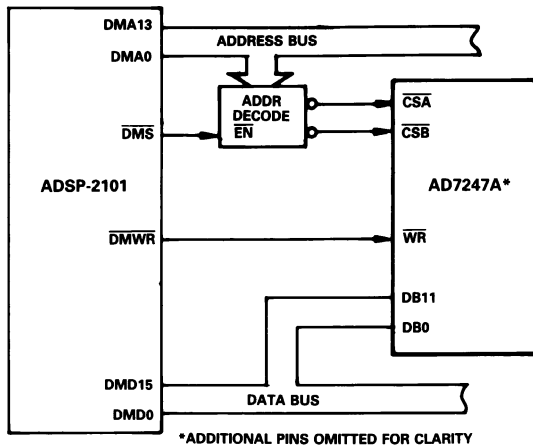 DMA13
ADDRESS BUS
DMA0
ADDR
DECODE
EN
CSA
CSB
DMS
ADSP-2101
AD7247A*
DMWR
WR
DB11
DB0
DMD15
DATA BUS
DMD0
*ADDITIONAL PINS OMITTED FOR CLARITY